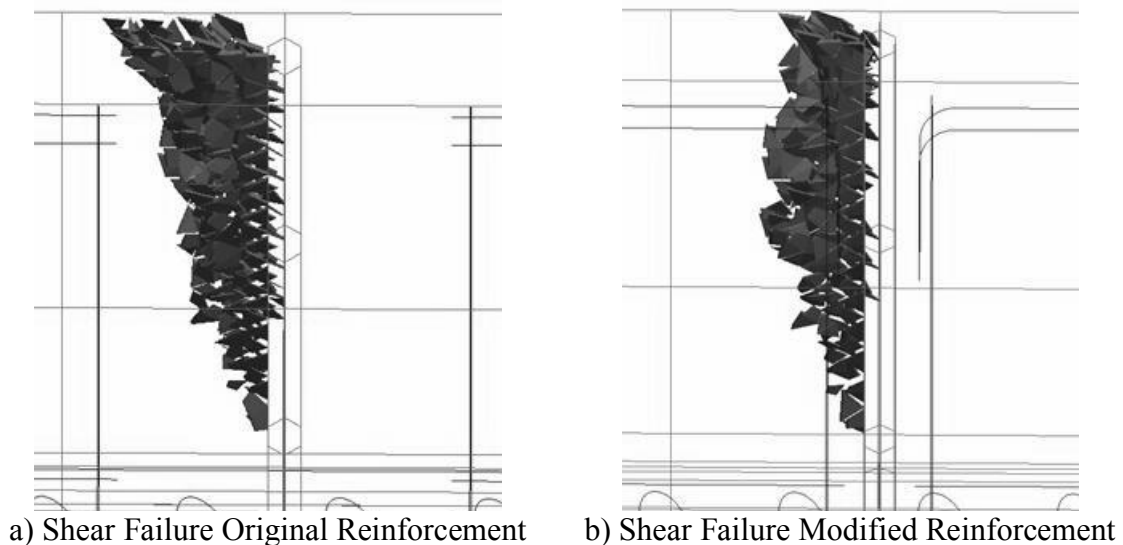 a) Shear Failure Original Reinforcement
b) Shear Failure Modified Reinforcement